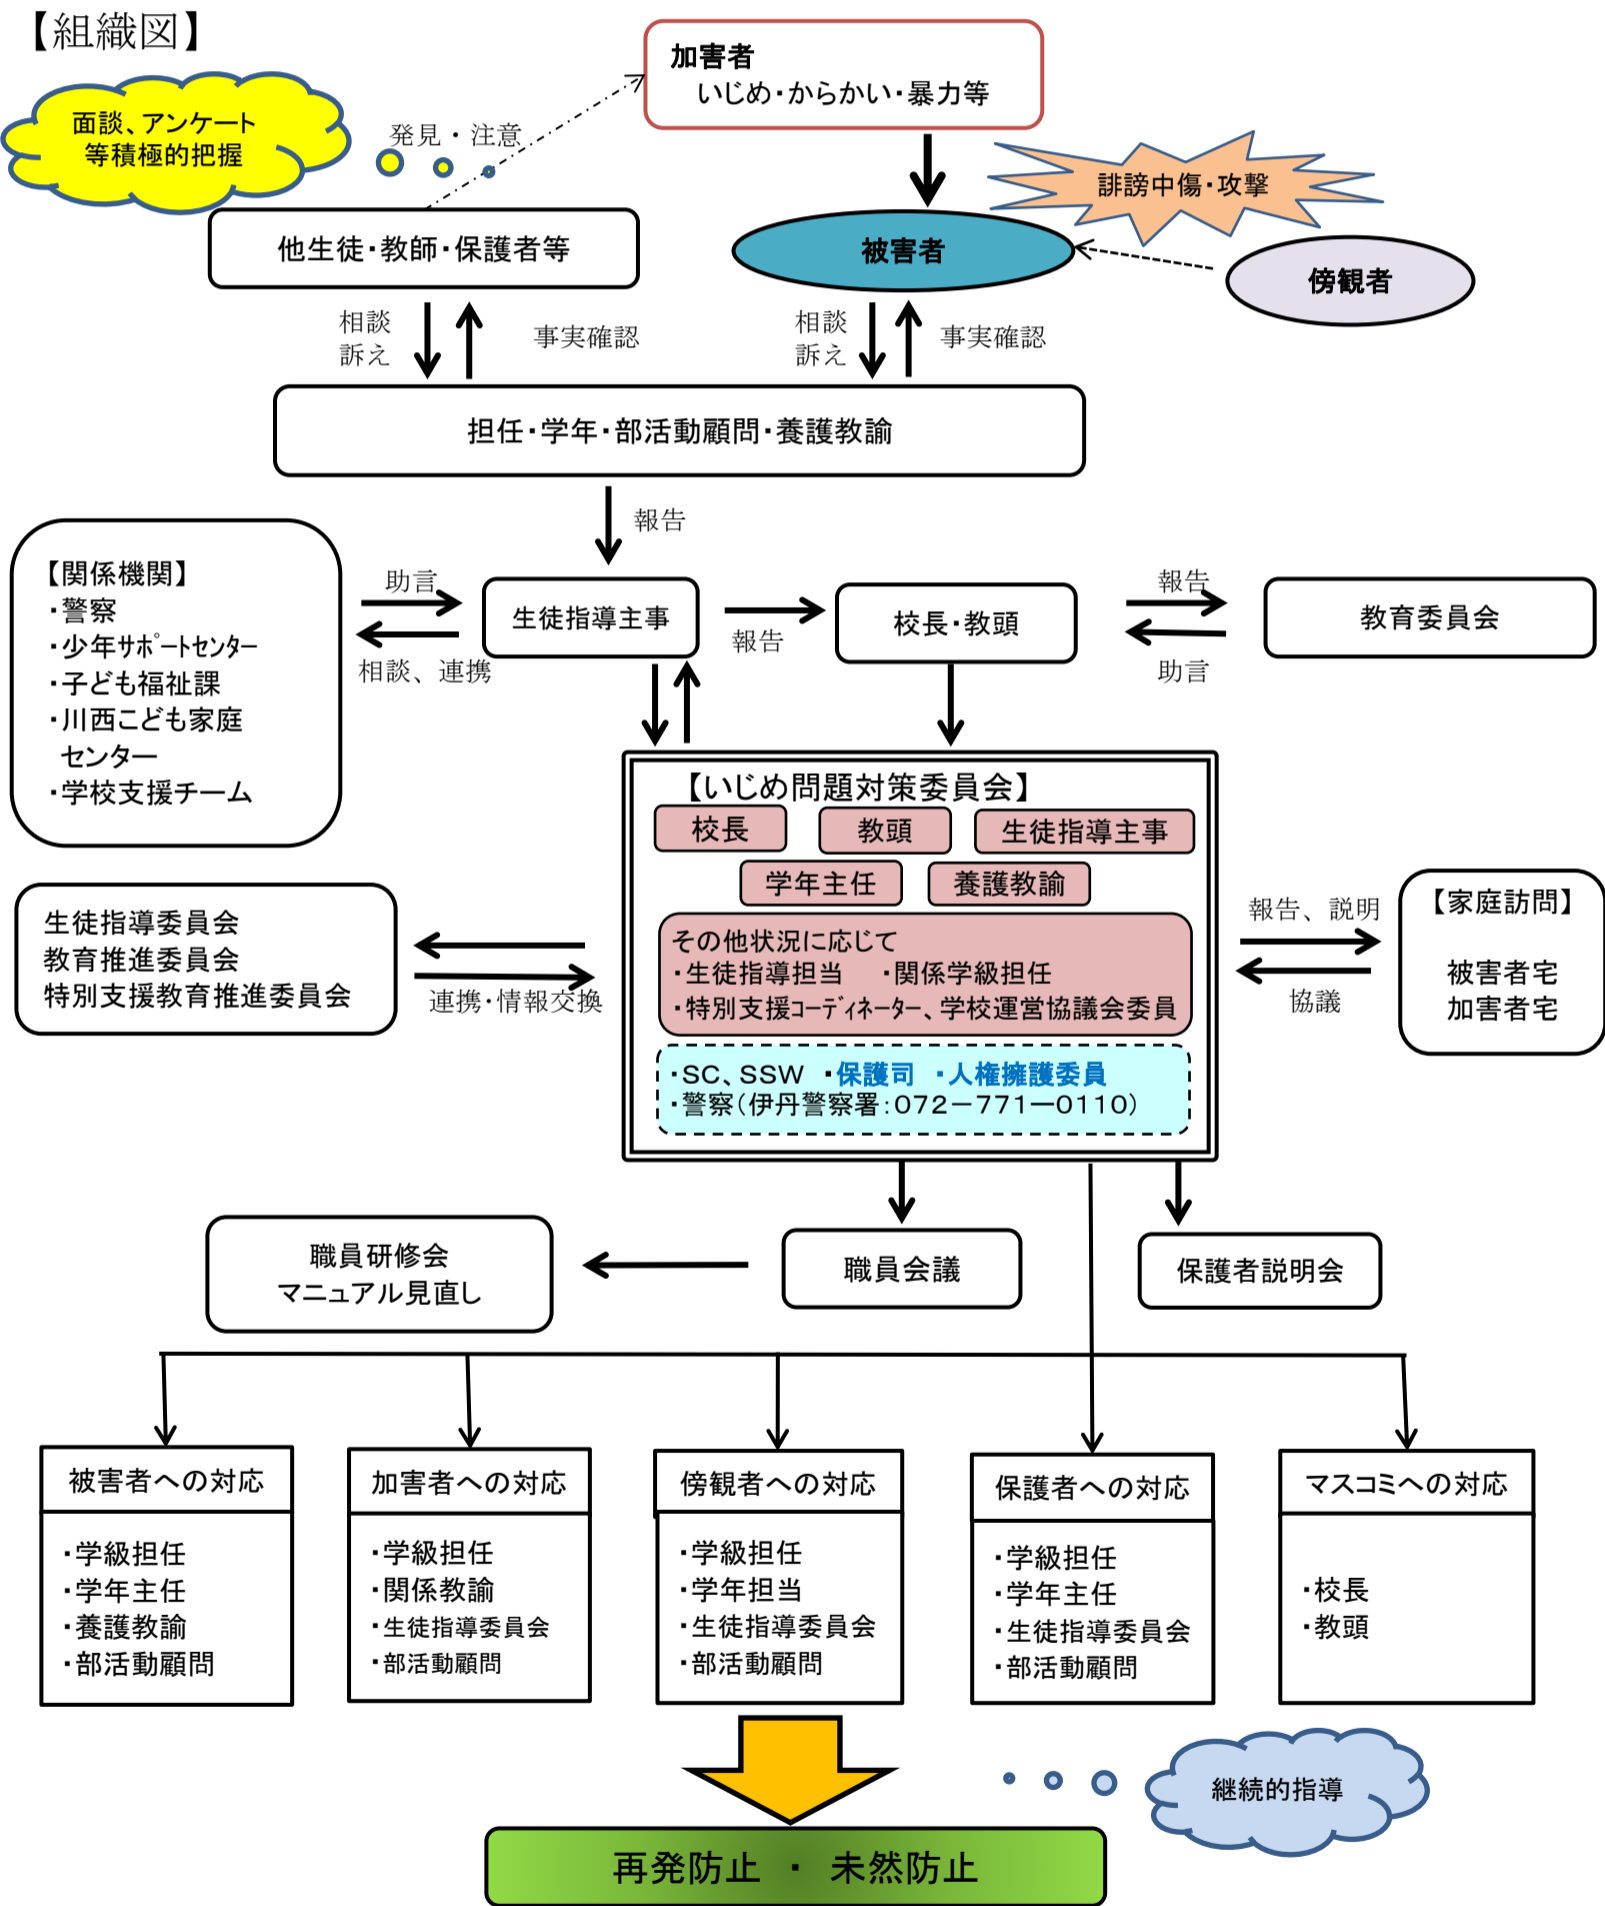 【組織図】
加害者
いじめ・からかい・暴力等
面談、アンケート
等積極的把握
発見・注意
誹謗中傷・攻撃
他生徒・教師・保護者等
被害者
傍観者
相談
訴え
事実確認
相談
訴え
事実確認
担任・学年・部活動顧問・養護教諭
報告
【関係機関】
・警察
・少年サポートセンター
・子ども福祉課
・川西こども家庭
センター
・学校支援チーム
助言
相談、連携
生徒指導主事
報告
校長・教頭
報告
助言
教育委員会
【いじめ問題対策委員会】
校長
教頭
生徒指導主事
学年主任
養護教諭
その他状況に応じて
・生徒指導担当　・関係学級担任
・特別支援コーディネーター、学校運営協議会委員
・SC、SSW　・保護司　・人権擁護委員
・警察（伊丹警察署：072－771ー0110）
生徒指導委員会
教育推進委員会
特別支援教育推進委員会
連携・情報交換
報告、説明
協議
【家庭訪問】
被害者宅
加害者宅
職員研修会
マニュアル見直し
職員会議
保護者説明会
被害者への対応
・学級担任
・学年主任
・養護教諭
・部活動顧問
加害者への対応
・学級担任
・関係教諭
・生徒指導委員会
・部活動顧問
傍観者への対応
・学級担任
・学年担当
・生徒指導委員会
・部活動顧問
保護者への対応
・学級担任
・学年主任
・生徒指導委員会
・部活動顧問
マスコミへの対応
・校長
・教頭
継続的指導
再発防止　・　未然防止